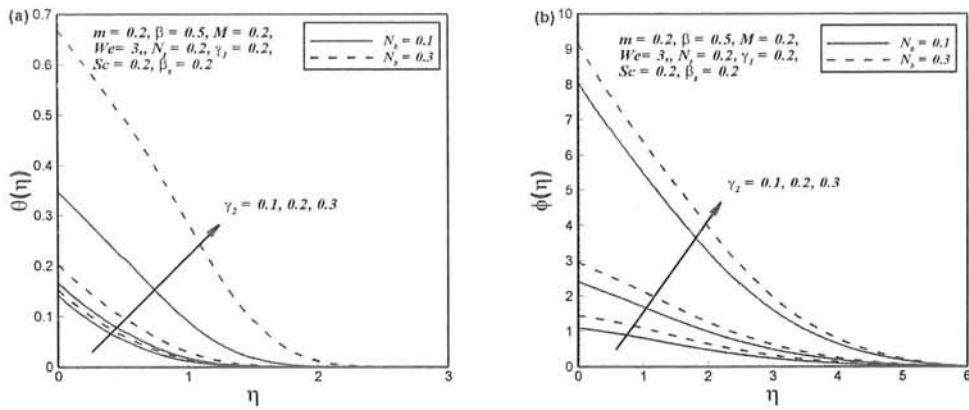 (a)
m = 0.2, β = 0.5, M = 0.2,
We= 3,, N_t = 0.2, γ_1 = 0.2,
Sc = 0.2, β_s = 0.2
N_b = 0.1
N_b = 0.3
γ_2 = 0.1, 0.2, 0.3
θ(η)
0.7
0.6
0.5
0.4
0.3
0.2
0.1
0
0 1 2 3
η
(b)
m = 0.2, β = 0.5, M = 0.2,
We= 3,, N_t = 0.2, γ_1 = 0.2,
Sc = 0.2, β_s = 0.2
N_b = 0.1
N_b = 0.3
γ_2 = 0.1, 0.2, 0.3
ϕ(η)
10
9
8
7
6
5
4
3
2
1
0
0 1 2 3 4 5 6
η